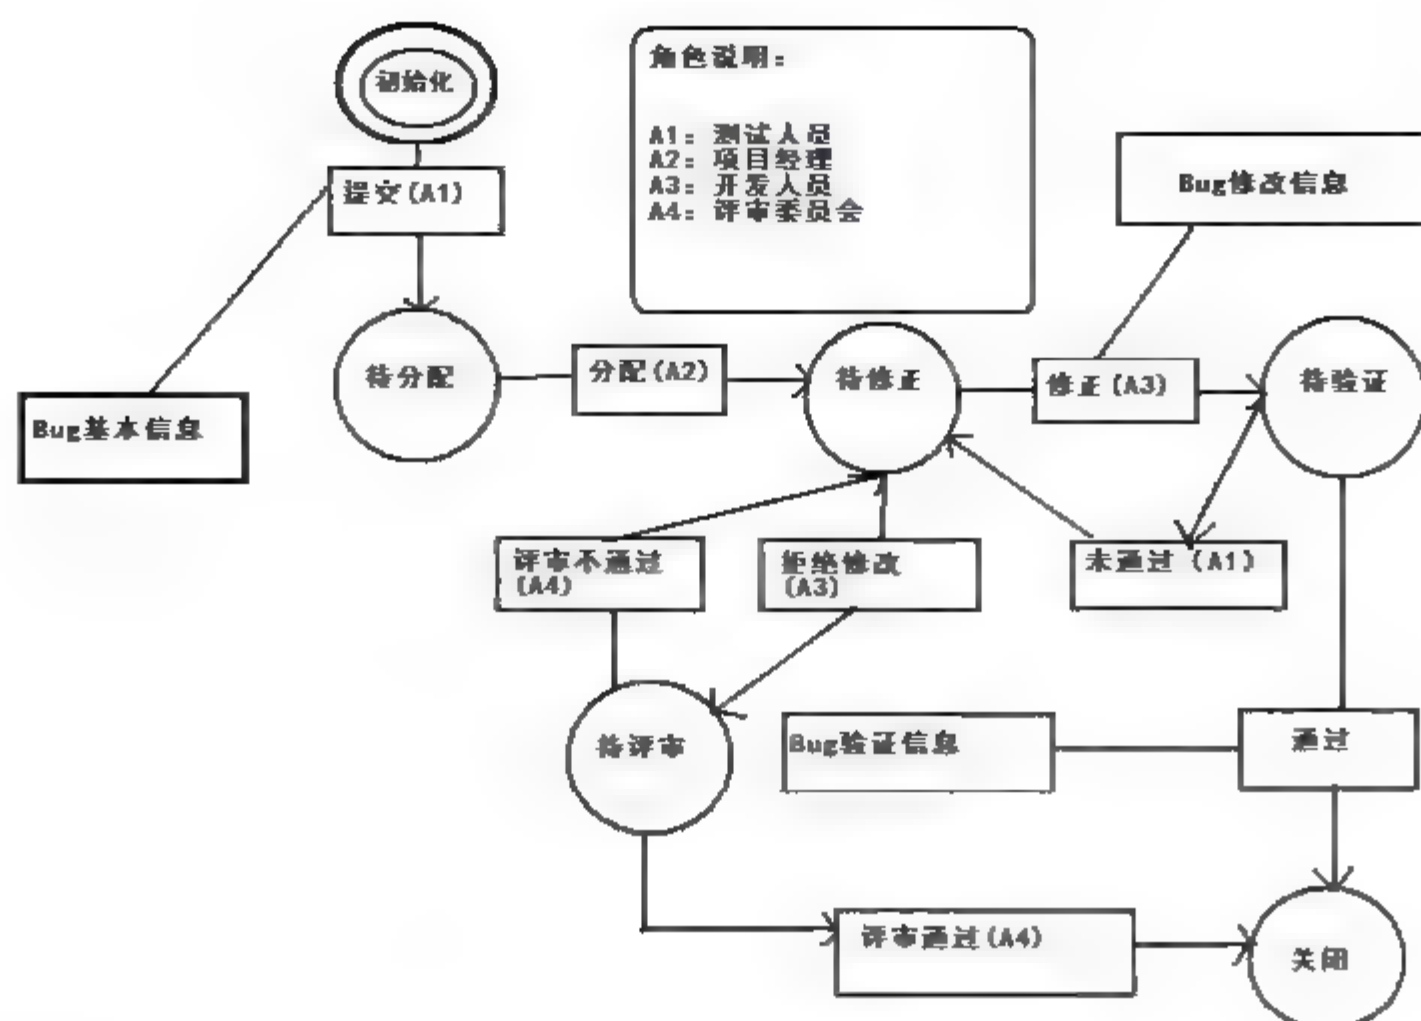 初始化
角色说明：
A1：测试人员
A2：项目经理
A3：开发人员
A4：评审委员会
提交(A1)
Bug修改信息
待分配
分配(A2)
待修正
修正(A3)
待验证
Bug基本信息
评审不通过
(A4)
拒绝修改
(A3)
未通过 (A1)
待评审
Bug验证信息
通过
评审通过(A4)
关闭